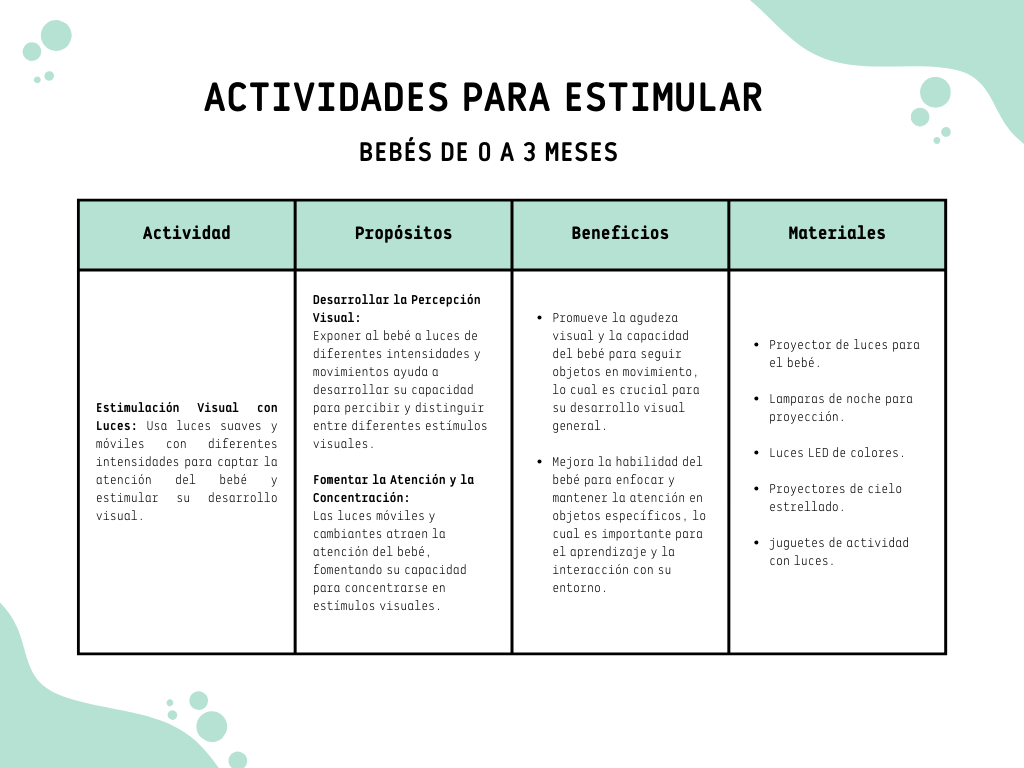 ACTIVIDADES PARA ESTIMULAR
BEBÉS DE 0 A 3 MESES
Actividad
Propósitos
Beneficios
Materiales
Estimulación Visual con
Luces: Usa luces suaves y
móviles con diferentes
intensidades para captar la
atención del bebé y
estimular su desarrollo
visual.
Desarrollar la Percepción
Visual:
Exponer al bebé a luces de
diferentes intensidades y
movimientos ayuda a
desarrollar su capacidad
para percibir y distinguir
entre diferentes estímulos
visuales.
Fomentar la Atención y la
Concentración:
Las luces móviles y
cambiantes atraen la
atención del bebé,
fomentando su capacidad
para concentrarse en
estímulos visuales.
• Promueve la agudeza
visual y la capacidad
del bebé para seguir
objetos en movimiento,
lo cual es crucial para
su desarrollo visual
general.
• Mejora la habilidad del
bebé para enfocar y
mantener la atención en
objetos específicos, lo
cual es importante para
el aprendizaje y la
interacción con su
entorno.
• Proyector de luces para
el bebé.
• Lamparas de noche para
proyección.
• Luces LED de colores.
• Proyectores de cielo
estrellado.
• juguetes de actividad
con luces.